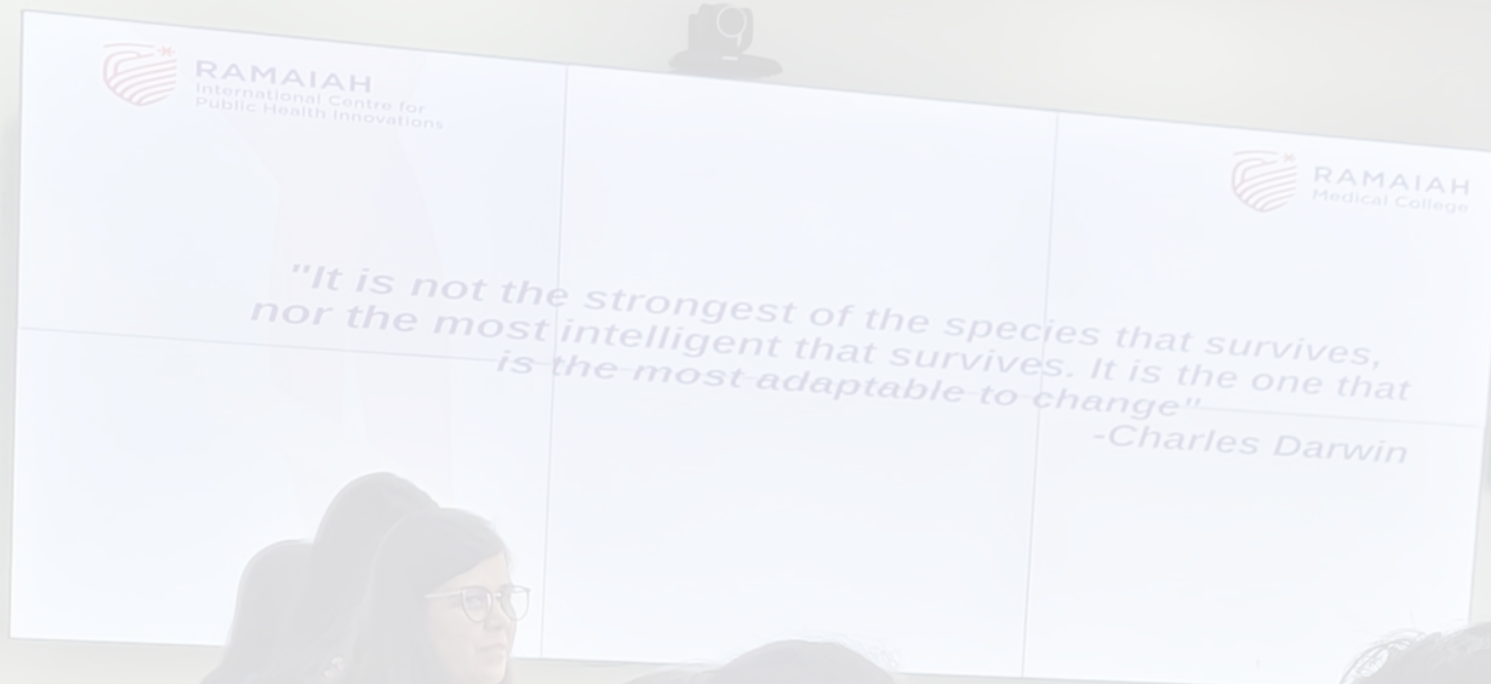 RAMAIAH
International Centre for
Public Health Innovations
RAMAIAH
Medical College
"It is not the strongest of the species that survives,
nor the most intelligent that survives. It is the one that
is the most adaptable to change"
-Charles Darwin